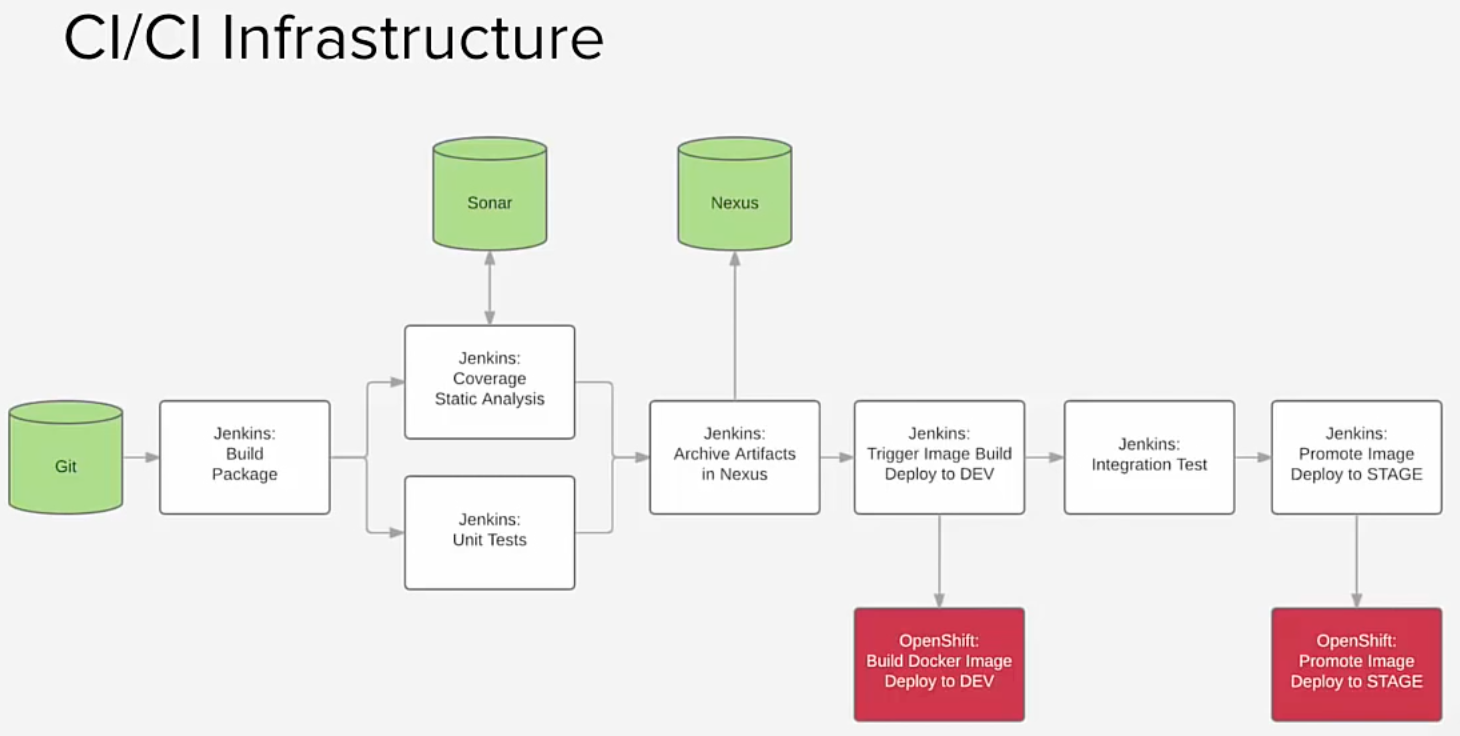 CI/CI Infrastructure
Sonar
Nexus
Git
Jenkins:
Build
Package
Jenkins:
Coverage
Static Analysis
Jenkins:
Unit Tests
Jenkins:
Archive Artifacts
in Nexus
Jenkins:
Trigger Image Build
Deploy to DEV
Jenkins:
Integration Test
Jenkins:
Promote Image
Deploy to STAGE
OpenShift:
Build Docker Image
Deploy to DEV
OpenShift:
Promote Image
Deploy to STAGE